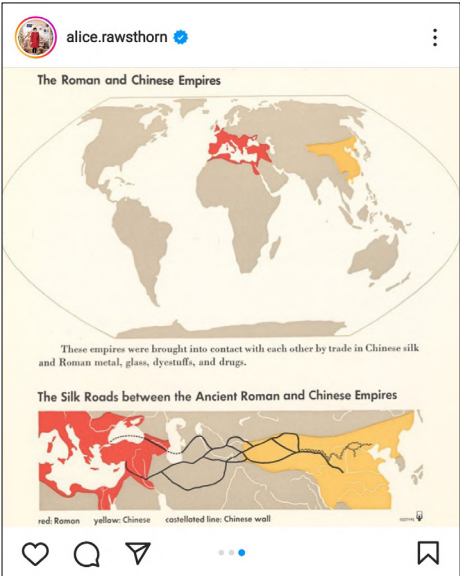 alice.rawsthorn
The Roman and Chinese Empires
These empires were brought into contact with each other by trade in Chinese silk
and Roman metal, glass, dyestuffs, and drugs.
The Silk Roads between the Ancient Roman and Chinese Empires
red: Roman yellow: Chinese castellated line: Chinese wall